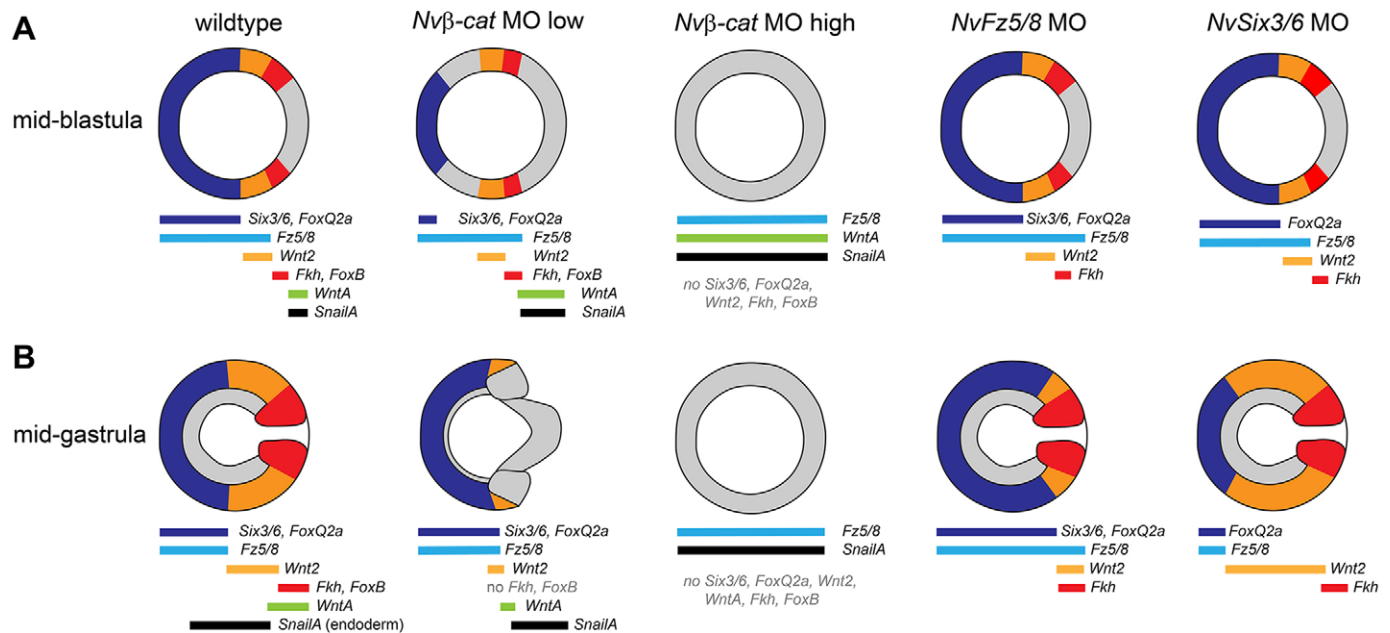 A
wildtype
Nvβ-cat MO low
Nvβ-cat MO high
NvFz5/8 MO
NvSix3/6 MO
mid-blastula
Six3/6, FoxQ2a
Fz5/8
Wnt2
Fkh, FoxB
WntA
SnailA
Six3/6, FoxQ2a
Fz5/8
Wnt2
Fkh, FoxB
WntA
SnailA
Fz5/8
WntA
SnailA
no Six3/6, FoxQ2a,
Wnt2, Fkh, FoxB
Six3/6, FoxQ2a
Fz5/8
Wnt2
Fkh
FoxQ2a
Fz5/8
Wnt2
Fkh
B
mid-gastrula
Six3/6, FoxQ2a
Fz5/8
Wnt2
Fkh, FoxB
WntA
SnailA (endoderm)
Six3/6, FoxQ2a
Fz5/8
Wnt2
no Fkh, FoxB
WntA
SnailA
Fz5/8
SnailA
no Six3/6, FoxQ2a, Wnt2,
WntA, Fkh, FoxB
Six3/6, FoxQ2a
Fz5/8
Wnt2
Fkh
FoxQ2a
Fz5/8
Wnt2
Fkh